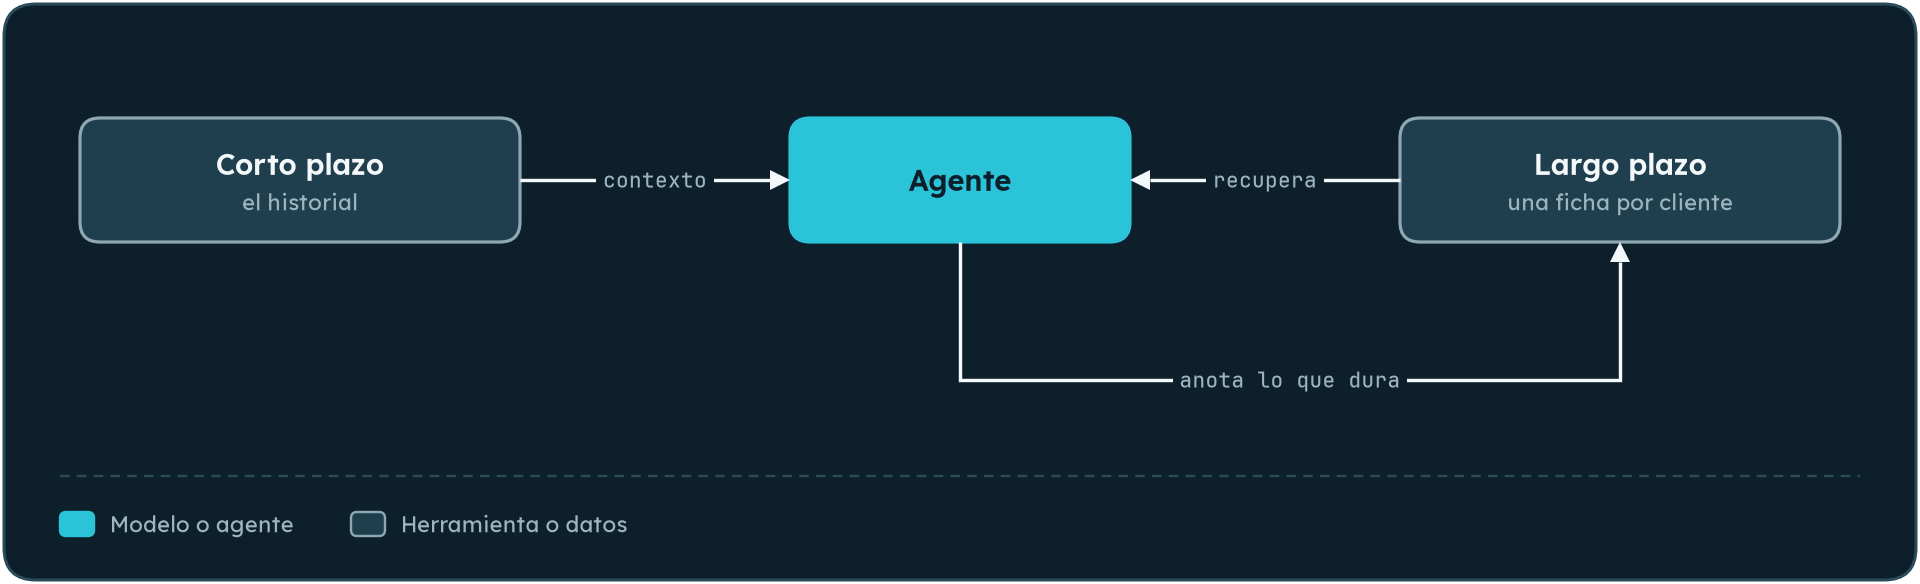 Corto plazo
el historial
contexto
Agente
recupera
Largo plazo
una ficha por cliente
anota lo que dura
Modelo o agente
Herramienta o datos